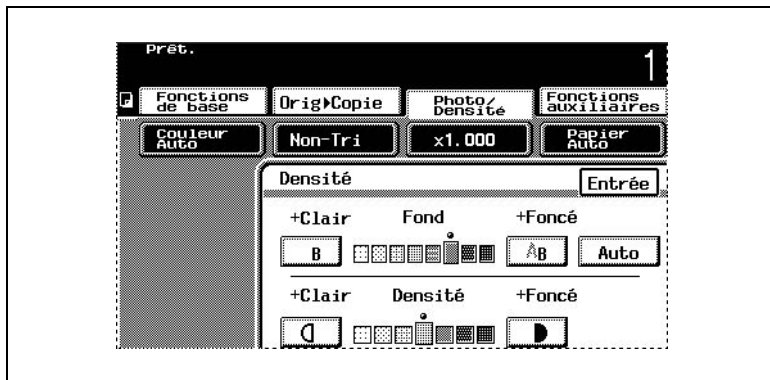 Prêt.
1
Fonctions de base
Orig▶Copie
Photo/Densité
Fonctions auxiliaires
Couleur Auto
Non-Tri
x1.000
Papier Auto
Densité
Entrée
+Clair Fond +Foncé
B AB Auto
+Clair Densité +Foncé